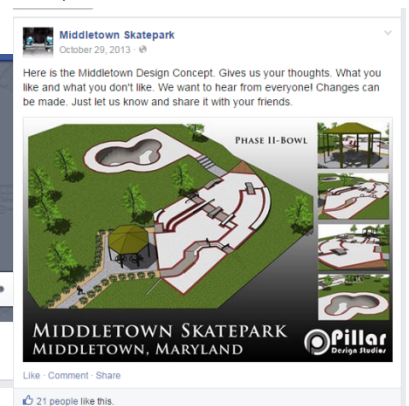 Middletown Skatepark
October 29, 2013 ·
Here is the Middletown Design Concept. Gives us your thoughts. What you
like and what you don't like. We want to hear from everyone! Changes can
be made. Just let us know and share it with your friends.
PHASE II-BOWL
MIDDLETOWN SKATEPARK
MIDDLETOWN, MARYLAND
Pillar
Design Studios
Like · Comment · Share
21 people like this.